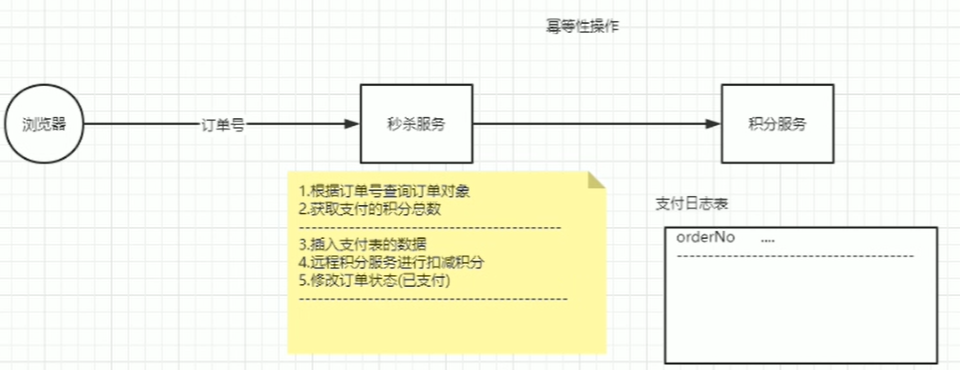 幂等性操作
浏览器
订单号
秒杀服务
积分服务
1.根据订单号查询订单对象
2.获取支付的积分总数
3.插入支付表的数据
4.远程积分服务进行扣减积分
5.修改订单状态(已支付)
支付日志表
orderNo ....